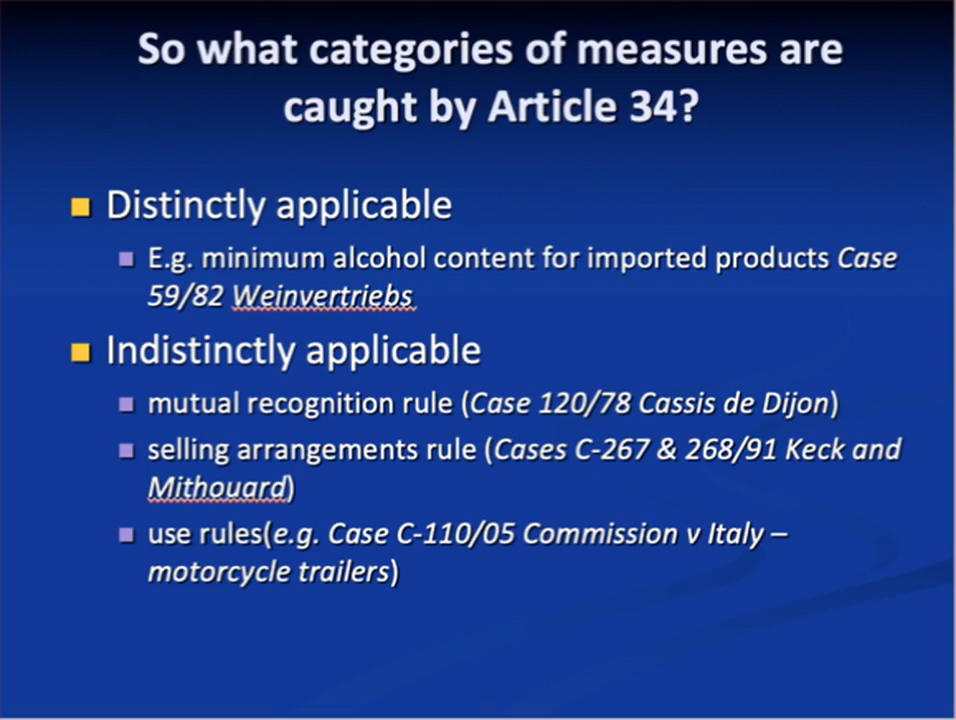 So what categories of measures are
caught by Article 34?
Distinctly applicable
E.g. minimum alcohol content for imported products Case
59/82 Weinvertriebs
Indistinctly applicable
mutual recognition rule (Case 120/78 Cassis de Dijon)
selling arrangements rule (Cases C-267 & 268/91 Keck and
Mithouard)
use rules(e.g. Case C-110/05 Commission v Italy –
motorcycle trailers)